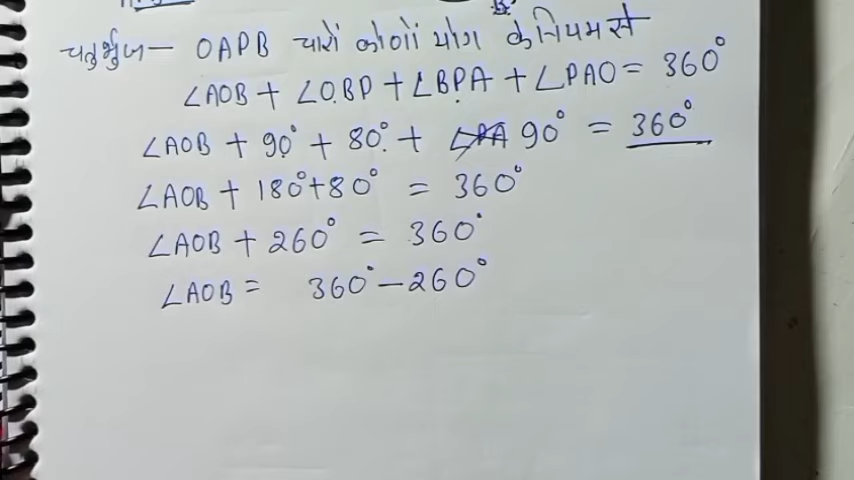 चतुर्भुज— OAPB चारो कोणों योग के नियम से
∠AOB + ∠OBP + ∠BPA + ∠PAO = 360°
∠AOB + 90° + 80° + 90° = 360°
∠AOB + 180° + 80° = 360°
∠AOB + 260° = 360°
∠AOB = 360° — 260°